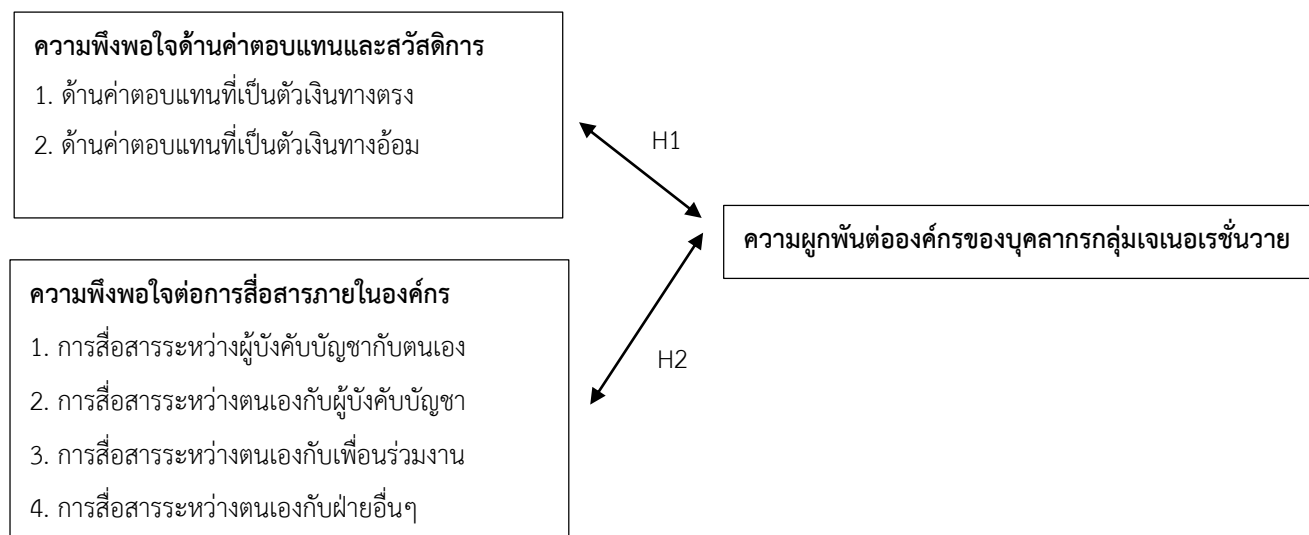 ความพึงพอใจด้านค่าตอบแทนและสวัสดิการ
1. ด้านค่าตอบแทนที่เป็นตัวเงินทางตรง
2. ด้านค่าตอบแทนที่เป็นตัวเงินทางอ้อม
H1
ความผูกพันต่อองค์กรของบุคลากรกลุ่มเจเนอเรชั่นวาย
ความพึงพอใจต่อการสื่อสารภายในองค์กร
1. การสื่อสารระหว่างผู้บังคับบัญชากับตนเอง
2. การสื่อสารระหว่างตนเองกับผู้บังคับบัญชา
3. การสื่อสารระหว่างตนเองกับเพื่อนร่วมงาน
4. การสื่อสารระหว่างตนเองกับฝ่ายอื่นๆ
H2